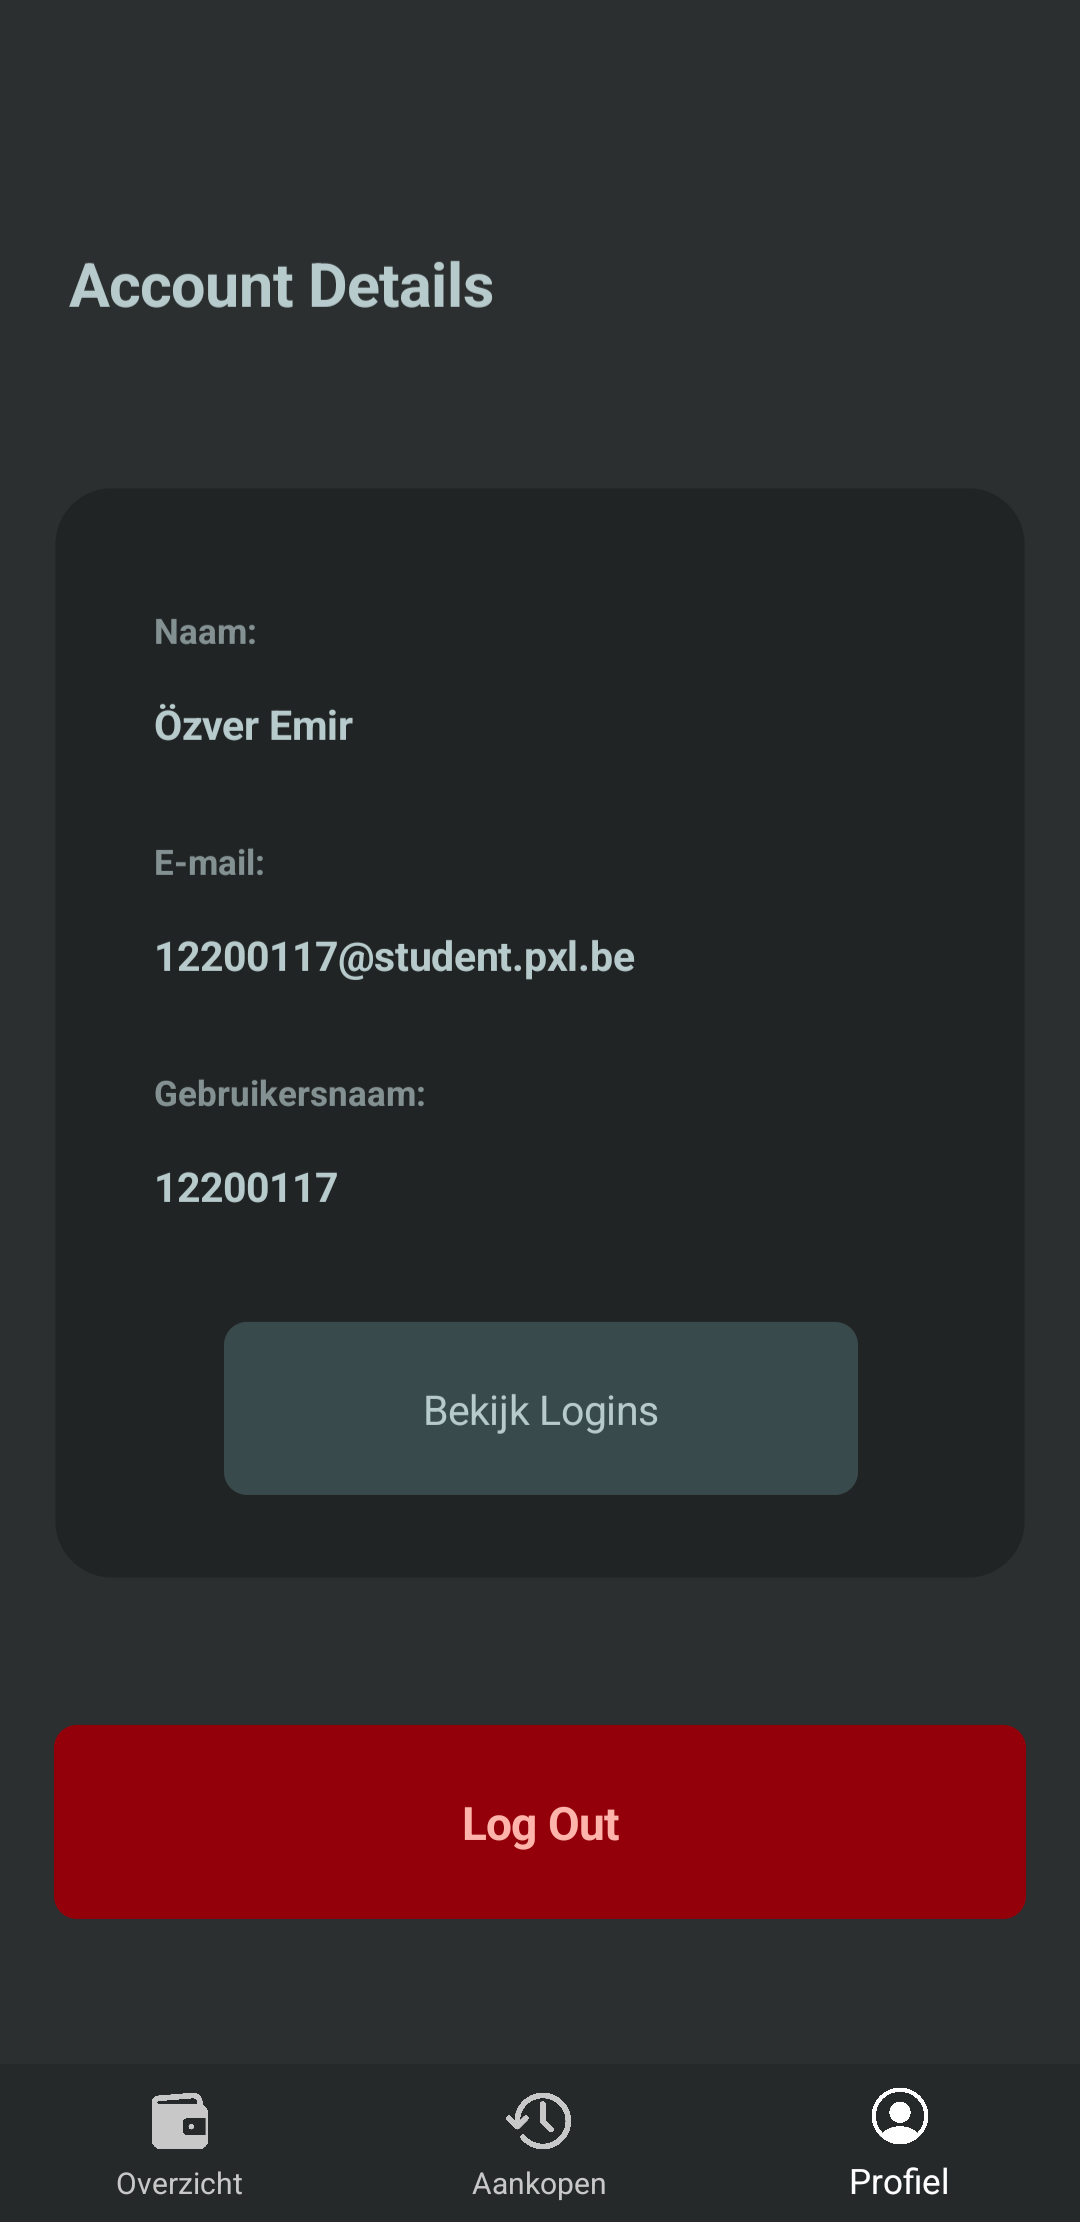 Account Details
Naam:
Özver Emir
E-mail:
12200117@student.pxl.be
Gebruikersnaam:
12200117
Bekijk Logins
Log Out
Overzicht
Aankopen
Profiel